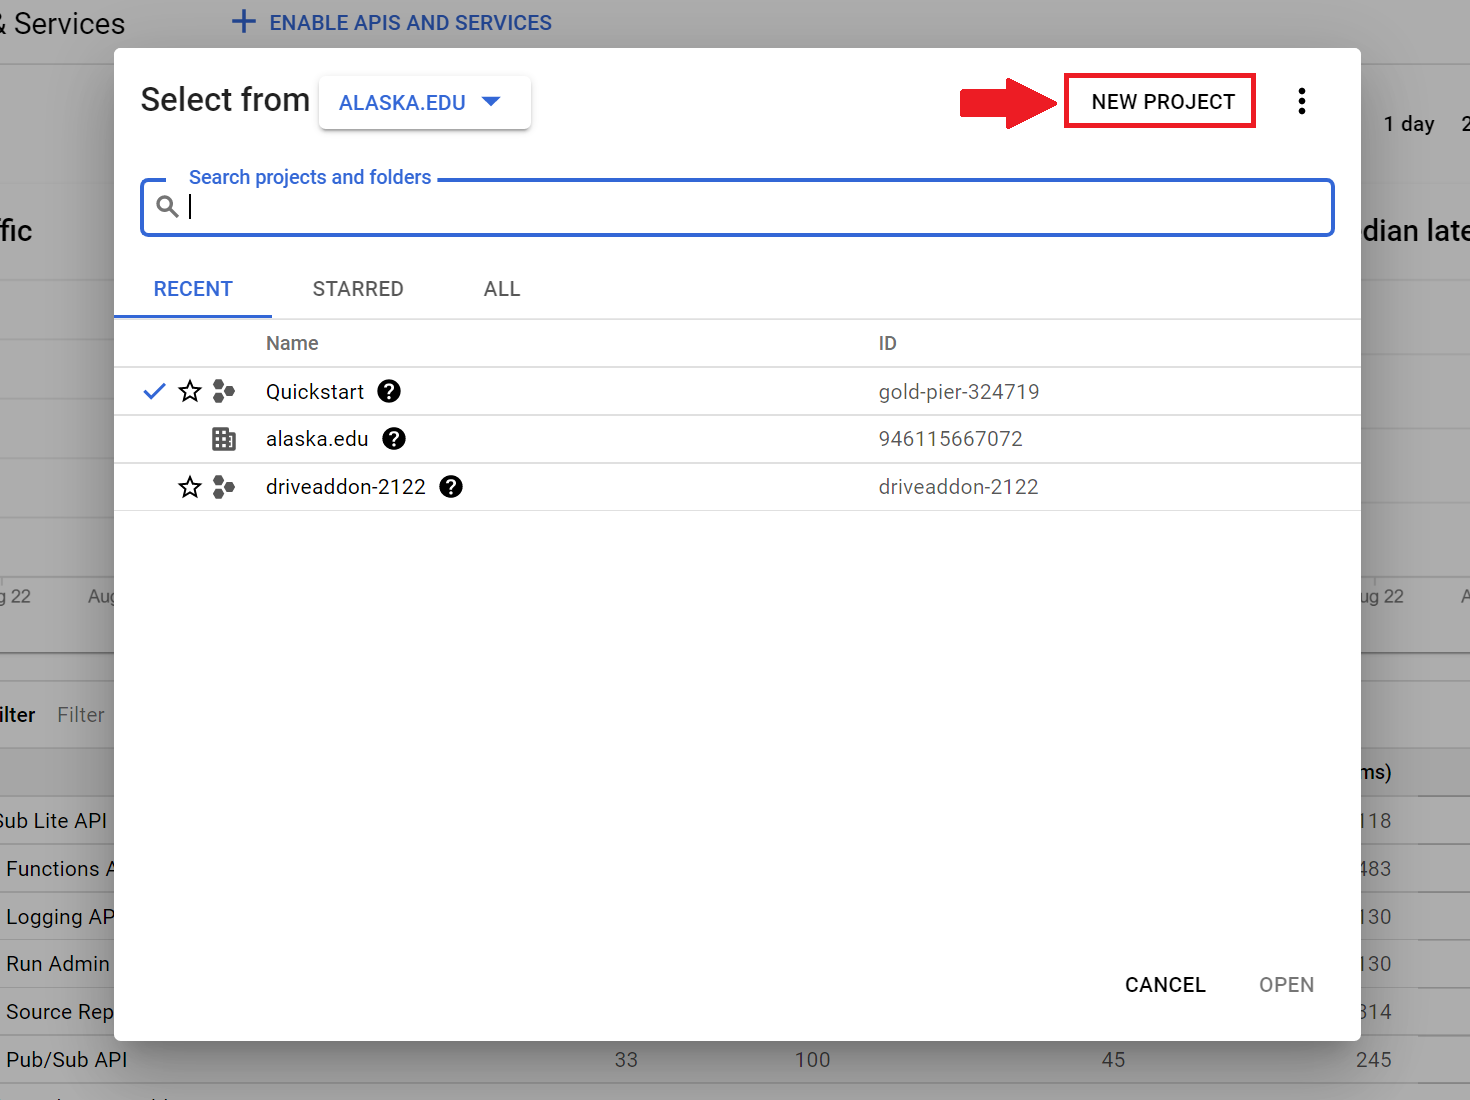 & Services
ENABLE APIS AND SERVICES
Select from
ALASKA.EDU
NEW PROJECT
1 day
2
Search projects and folders
ffic
dian late
RECENT
STARRED
ALL
Name
ID
Quickstart
gold-pier-324719
alaska.edu
946115667072
driveaddon-2122
driveaddon-2122
g 22
Aug
ug 22
A
ilter
Filter
ms)
Sub Lite API
118
Functions A
483
Logging AP
130
Run Admin
130
CANCEL
OPEN
Source Rep
314
Pub/Sub API
33
100
45
245